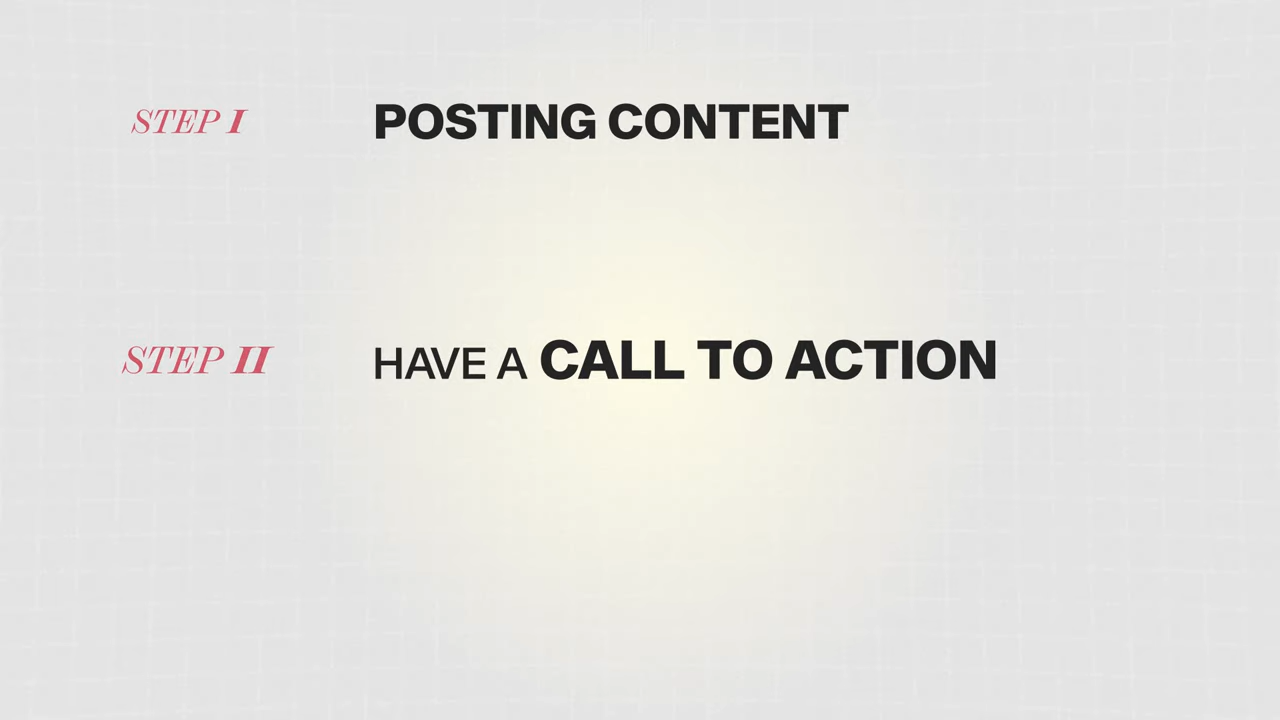 STEP I POSTING CONTENT
STEP II HAVE A CALL TO ACTION